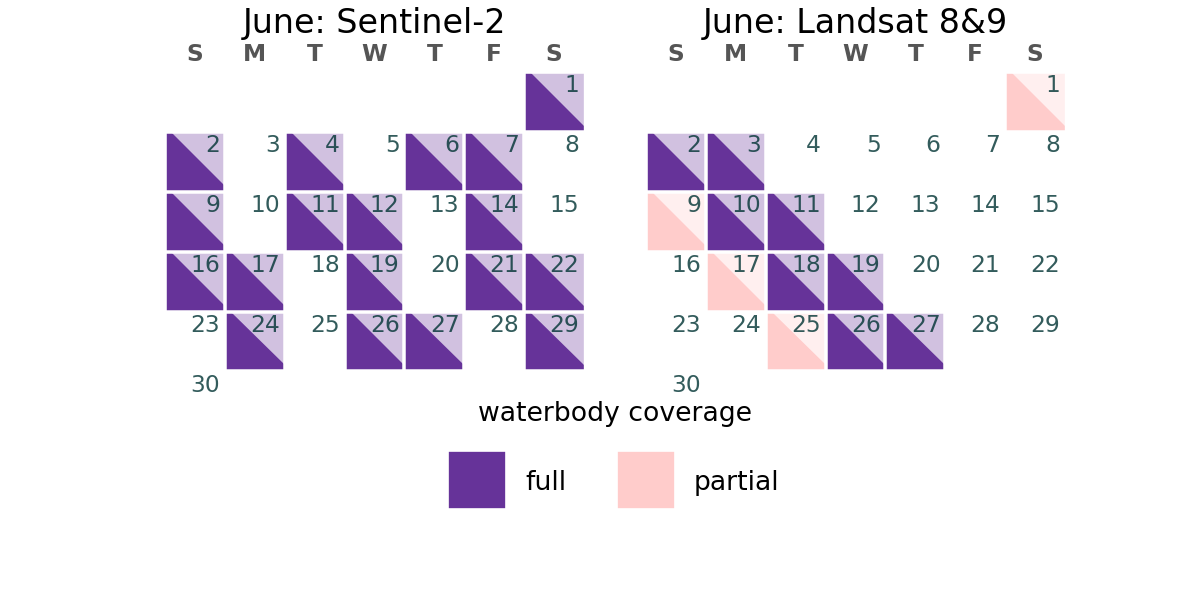 June: Sentinel-2
S M T W T F S
1
2 3 4 5 6 7 8
9 10 11 12 13 14 15
16 17 18 19 20 21 22
23 24 25 26 27 28 29
30
June: Landsat 8&9
S M T W T F S
1
2 3 4 5 6 7 8
9 10 11 12 13 14 15
16 17 18 19 20 21 22
23 24 25 26 27 28 29
30
waterbody coverage
full partial